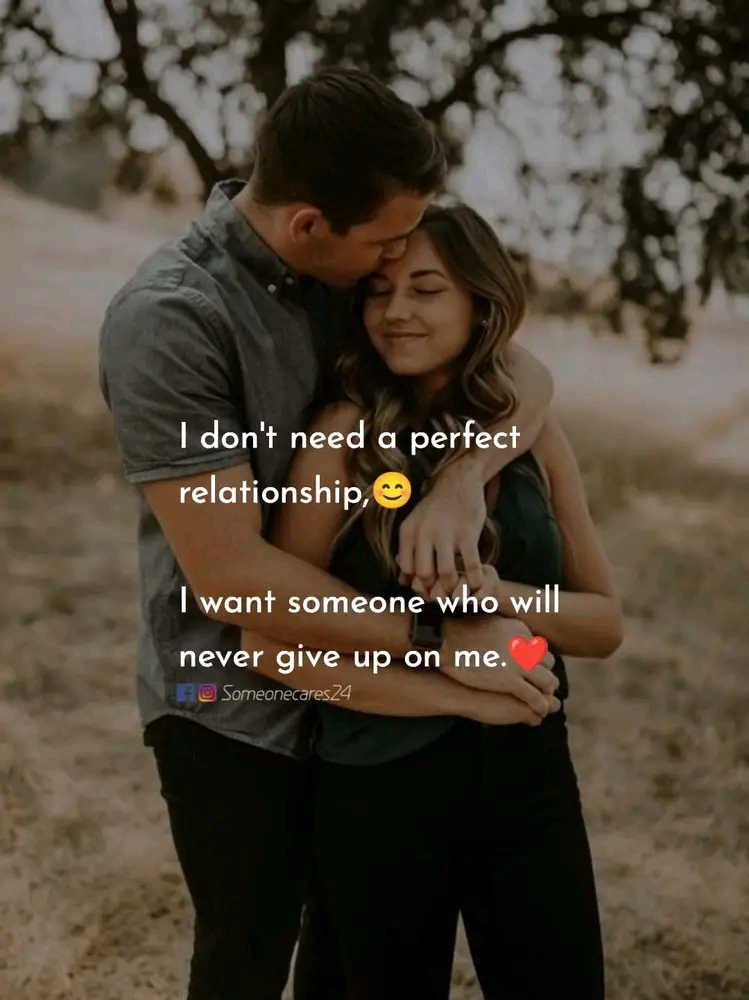 I don't need a perfect
relationship,😊
I want someone who will
never give up on me.❤️
Someonecares24